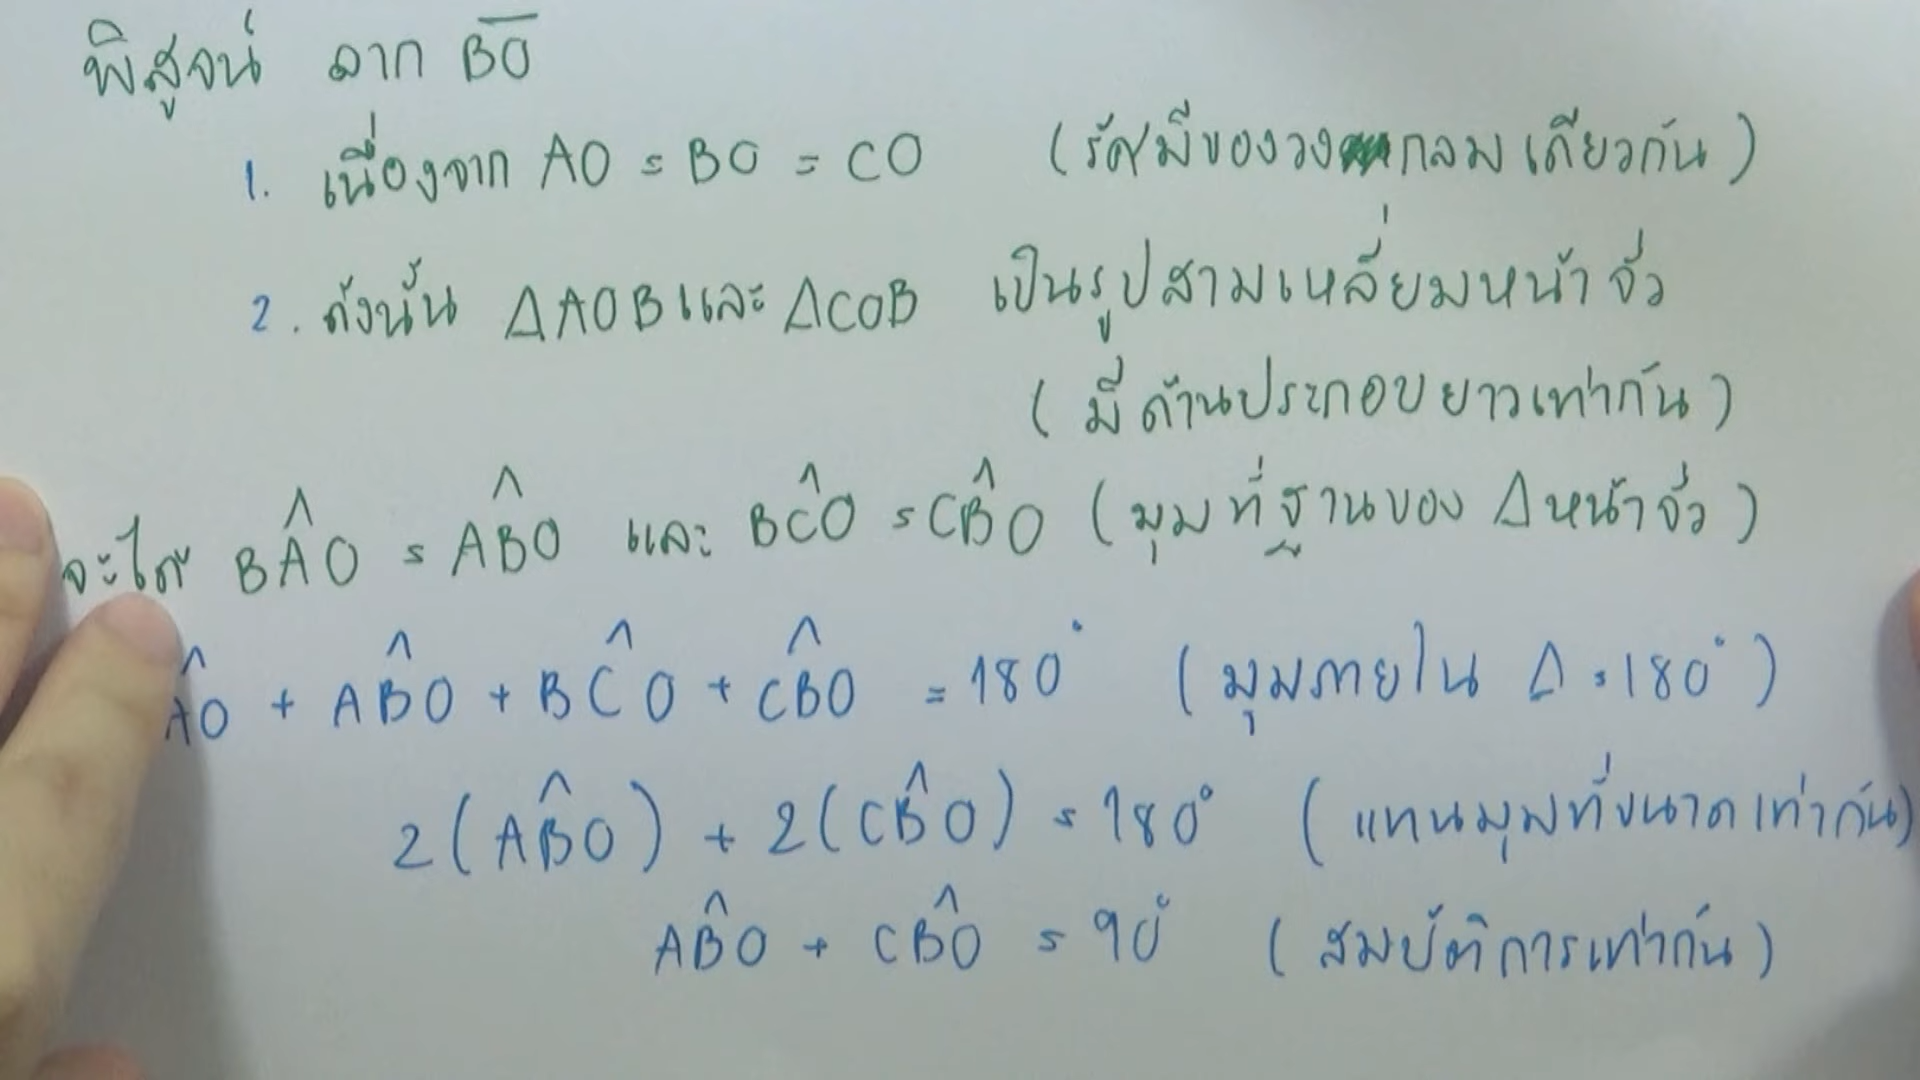 พิสูจน์ ลาก B̅O̅
1. เนื่องจาก AO = BO = CO (รัศมีของวงกลมเดียวกัน)
2. ดังนั้น ΔAOB และ ΔCOB เป็นรูปสามเหลี่ยมหน้าจั่ว
(มีด้านประกอบยาวเท่ากัน)
จะได้ BÂO = AB̂O และ BĈO = CB̂O (มุมที่ฐานของ Δ หน้าจั่ว)
ÂO + AB̂O + BĈO + CB̂O = 180° (มุมภายใน Δ = 180°)
2(AB̂O) + 2(CB̂O) = 180° (แทนมุมที่ขนาดเท่ากัน)
AB̂O + CB̂O = 90° (สมบัติการเท่ากัน)